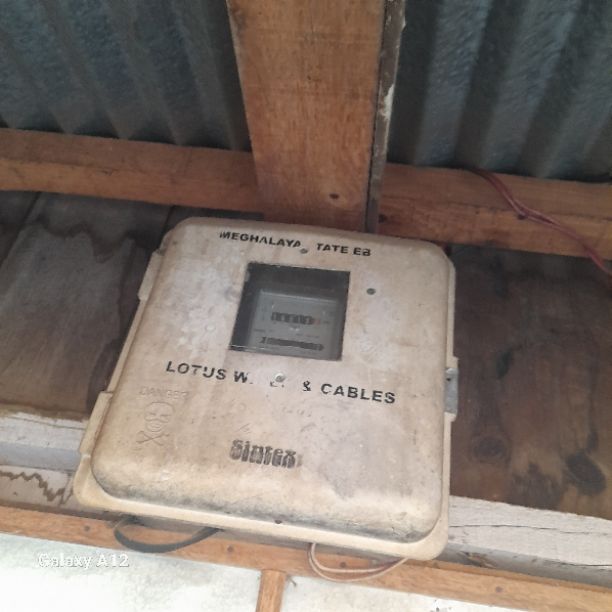 MEGHALAYA TATE EB
LOTUS W & CABLES
DANGER
Sintex
Galaxy A12